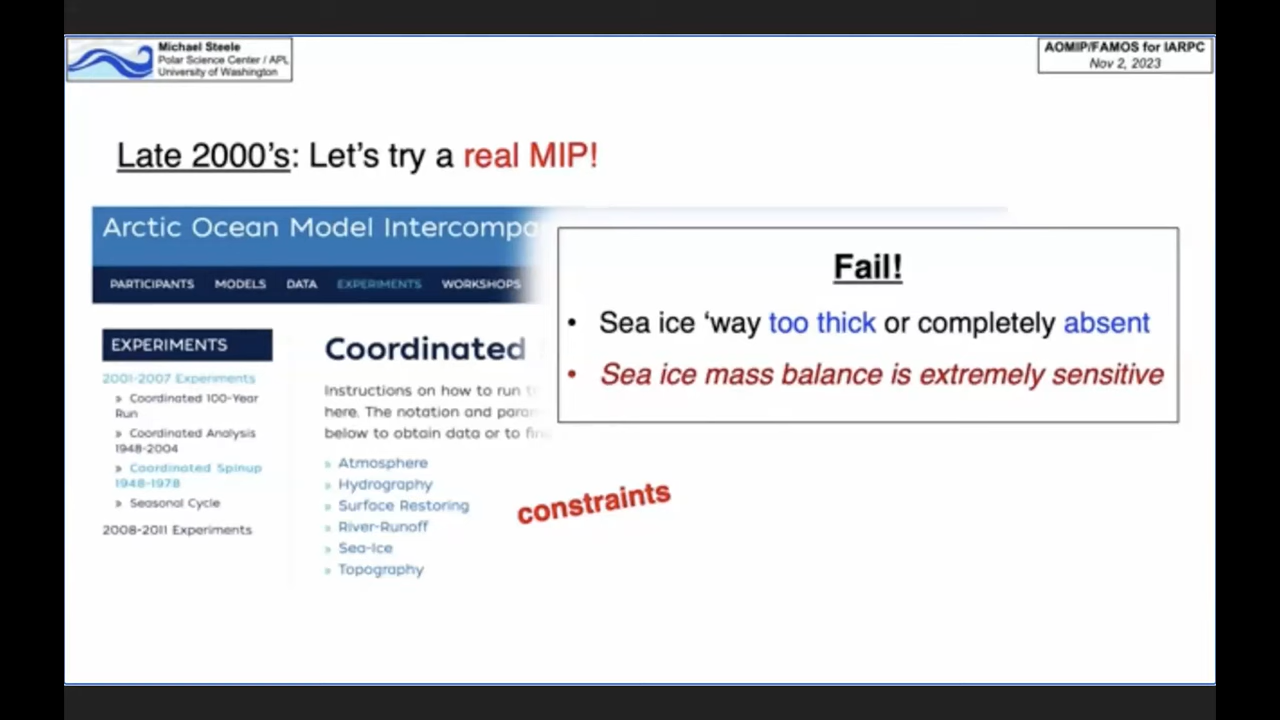 Michael Steele
Polar Science Center / APL
University of Washington
AOMIP/FAMOS for IARPC
Nov 2, 2023
Late 2000's: Let's try a real MIP!
Arctic Ocean Model Intercompa
PARTICIPANTS MODELS DATA EXPERIMENTS WORKSHOPS
Fail!
• Sea ice ‘way too thick or completely absent
• Sea ice mass balance is extremely sensitive
EXPERIMENTS
2001-2007 Experiments
» Coordinated 100-Year
Run
» Coordinated Analysis
1948-2004
» Coordinated Spinup
1948-1978
» Seasonal Cycle
2008-2011 Experiments
Coordinated
Instructions on how to run
here. The notation and
below to obtain data or to
» Atmosphere
» Hydrography
» Surface Restoring
» River-Runoff
» Sea-Ice
» Topography
constraints